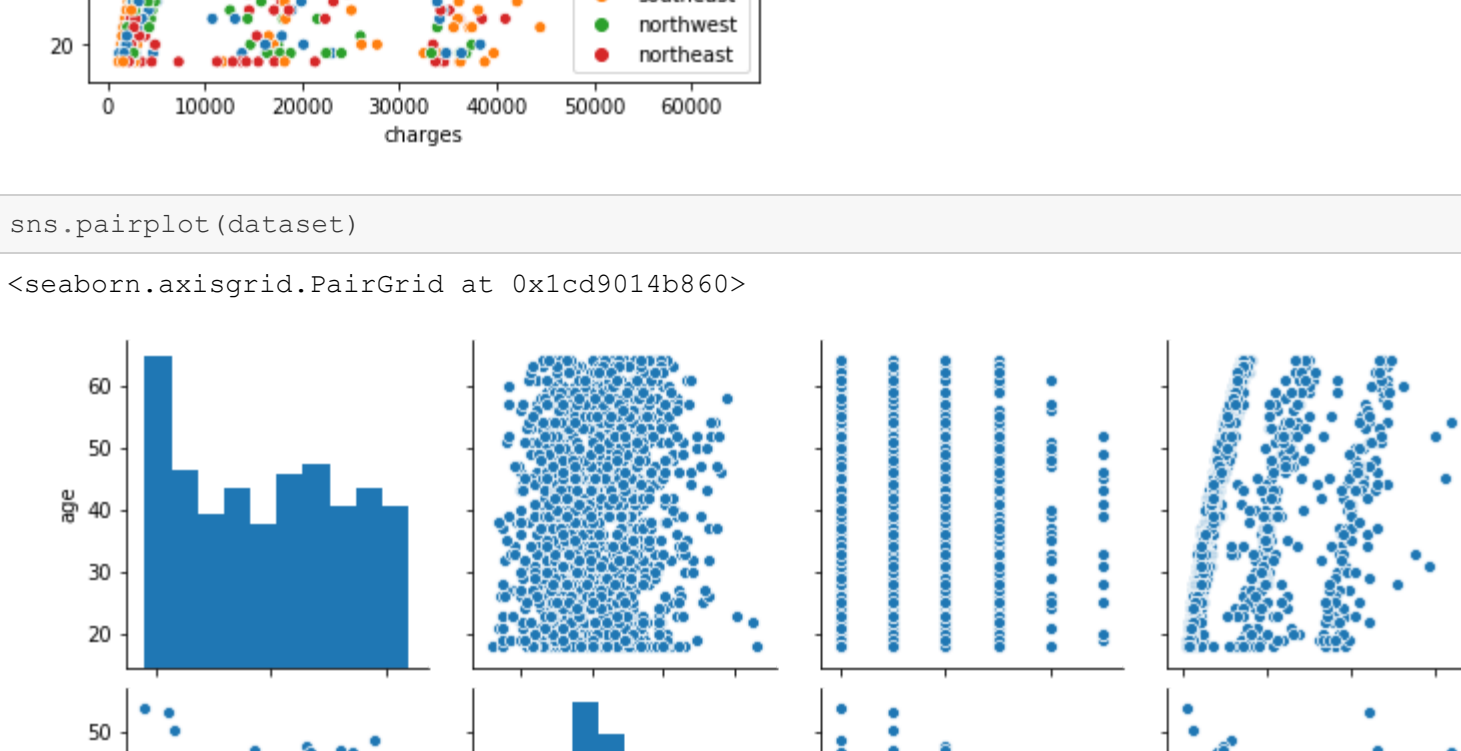 southeast
northwest
northeast
20
0 10000 20000 30000 40000 50000 60000
charges
sns.pairplot(dataset)
<seaborn.axisgrid.PairGrid at 0x1cd9014b860>
60
50
age
40
30
20
50